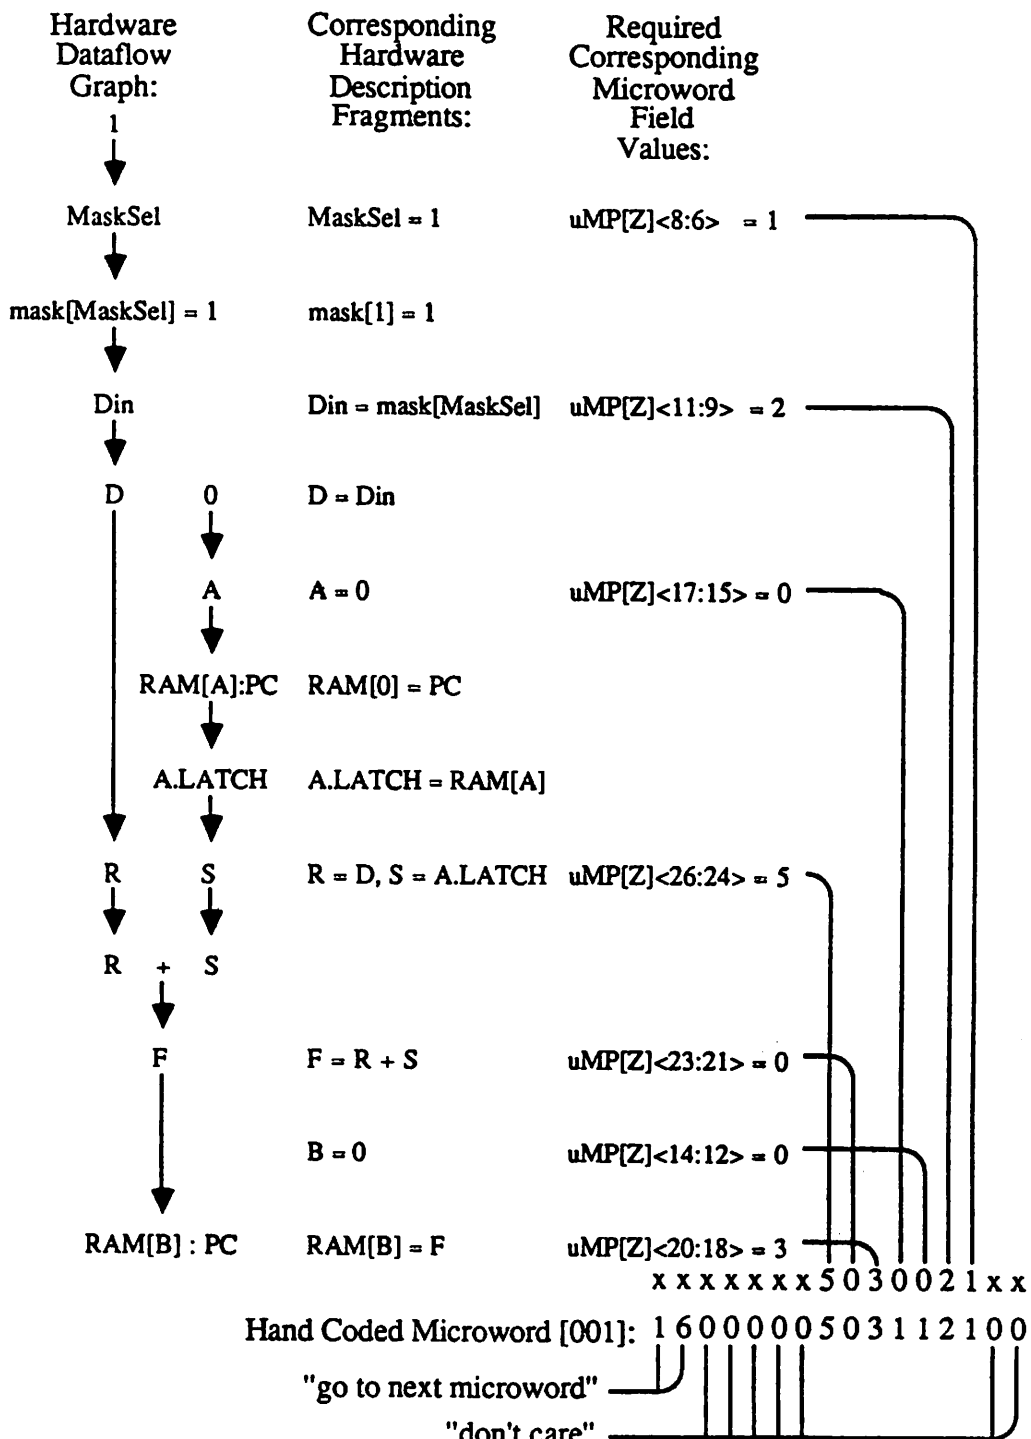 Hardware Dataflow Graph:
Corresponding Hardware Description Fragments:
Required Corresponding Microword Field Values:
1
MaskSel MaskSel = 1 uMP[Z]<8:6> = 1
mask[MaskSel] = 1 mask[1] = 1
Din Din = mask[MaskSel] uMP[Z]<11:9> = 2
D 0 D = Din
A A = 0 uMP[Z]<17:15> = 0
RAM[A]:PC RAM[0] = PC
A.LATCH A.LATCH = RAM[A]
R S R = D, S = A.LATCH uMP[Z]<26:24> = 5
R + S
F F = R + S uMP[Z]<23:21> = 0
B = 0 uMP[Z]<14:12> = 0
RAM[B] : PC RAM[B] = F uMP[Z]<20:18> = 3
x x x x x x x 5 0 3 0 0 2 1 x x
Hand Coded Microword [001]: 1 6 0 0 0 0 0 5 0 3 1 1 2 1 0 0
"go to next microword"
"don't care"